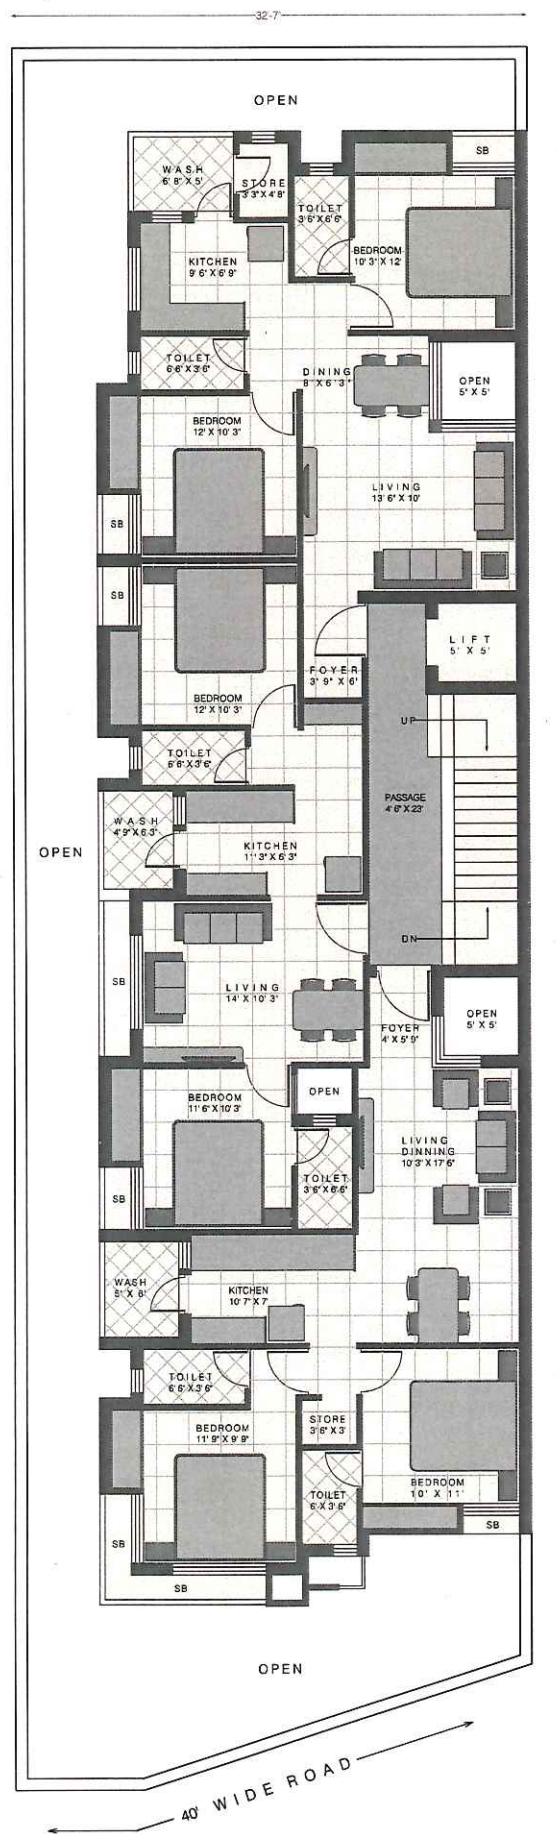 32-7'
OPEN
WASH
6' 8" X 5'
STORE
3'3"X 4'8"
SB
TOILET
3'6"X6'6"
BEDROOM
10' 3" X 12'
KITCHEN
9' 6" X 6' 9"
TOILET
6'6"X3'6"
DINING
8' X 6' 3"
OPEN
5' X 5'
BEDROOM
12' X 10' 3"
LIVING
13' 6" X 10'
SB
SB
LIFT
5' X 5'
FOYER
3' 9" X 6'
BEDROOM
12' X 10' 3"
UP
TOILET
6'6"X3'6"
PASSAGE
4' 6" X 23'
WASH
4'9"X 6'3"
KITCHEN
11' 3" X 6' 3"
OPEN
DN
SB
LIVING
14' X 10' 3"
OPEN
5' X 5'
FOYER
4' X 5' 9"
OPEN
BEDROOM
11' 6" X 10' 3"
LIVING
DINNING
10' 3" X 17' 6"
TOILET
3'6"X6'6"
SB
WASH
5' X 6'
KITCHEN
10' 7" X 7'
TOILET
6'6"X3'6"
STORE
3'6" X 3'
BEDROOM
11' 9" X 9' 9"
BEDROOM
10' X 11'
TOILET
6' X 3' 6"
SB
SB
SB
OPEN
40' WIDE ROAD